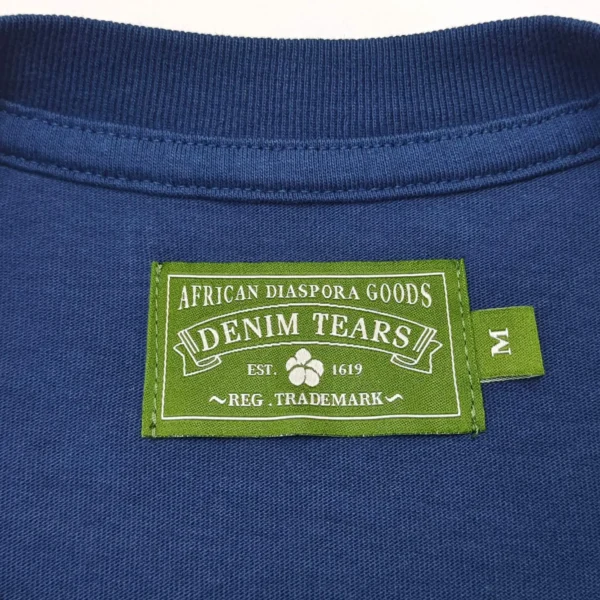 AFRICAN DIASPORA GOODS
DENIM TEARS
EST. 1619
~REG .TRADEMARK~
M